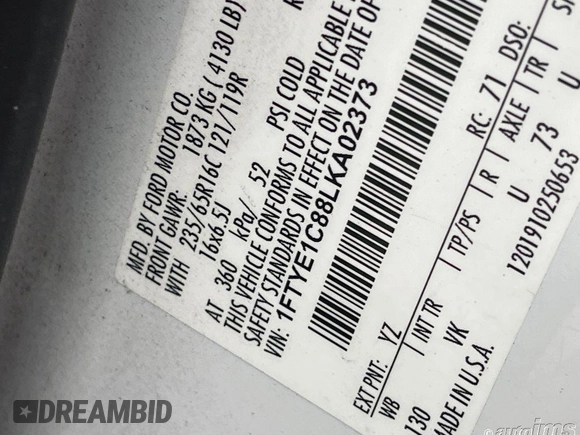 MFD. BY FORD MOTOR CO.
FRONT GAWR: 1873 KG ( 4130 LB)
WITH 235/65R16C 121/119R
16x6.5J
AT 360 kPa/ 52 PSI COLD
THIS VEHICLE CONFORMS TO ALL APPLICABLE
SAFETY STANDARDS IN EFFECT ON THE DATE OF
VIN: 1FTYE1C88LKA02373
EXT PNT: YZ RC: 71 DSO:
WB INT TR TP/PS R AXLE TR
130 VK U 73 U
MADE IN U.S.A. 1201910250653
DREAMBID
autoims